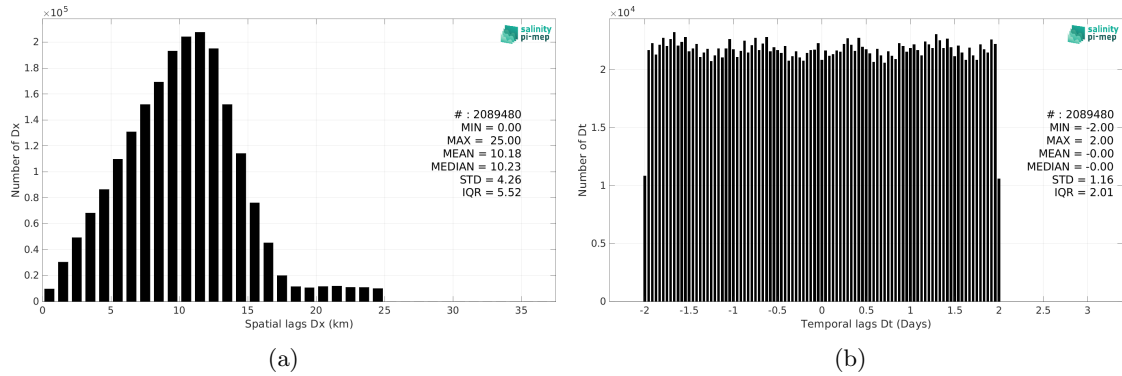 ×10⁵
2
1.8
1.6
1.4
1.2
1
0.8
0.6
0.4
0.2
0
Number of Dx
0 5 10 15 20 25 30 35
Spatial lags Dx (km)
salinity
pi-mep
# : 2089480
MIN = 0.00
MAX = 25.00
MEAN = 10.18
MEDIAN = 10.23
STD = 4.26
IQR = 5.52
(a)
×10⁴
2
1.5
1
0.5
0
Number of Dt
-2 -1.5 -1 -0.5 0 0.5 1 1.5 2 2.5 3
Temporal lags Dt (Days)
salinity
pi-mep
# : 2089480
MIN = -2.00
MAX = 2.00
MEAN = -0.00
MEDIAN = -0.00
STD = 1.16
IQR = 2.01
(b)